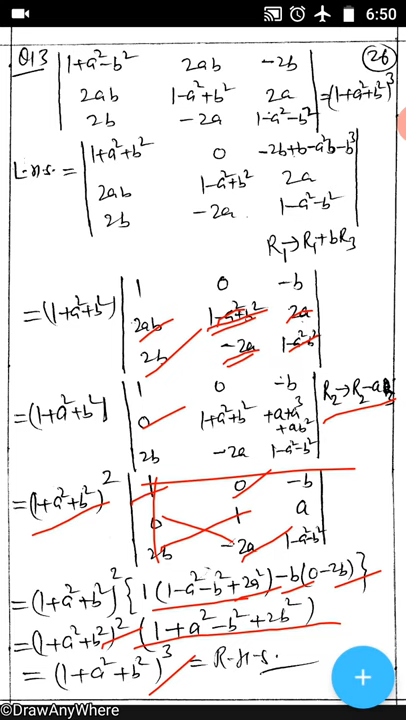 6:50
Q13 | 1+a²-b² 2ab -2b | (26)
| 2ab 1-a²+b² 2a | = (1+a²+b²)³
| 2b -2a 1-a²-b² |
L.H.S. = | 1+a²+b² 0 -2b+b-a²b-b³ |
| 2ab 1-a²+b² 2a |
| 2b -2a 1-a²-b² |
R₁→R₁+bR₃
= (1+a²+b²) | 1 0 -b |
| 2ab 1-a²+b² 2a |
| 2b -2a 1-a²-b² |
= (1+a²+b²) | 1 0 -b | R₂→R₂-aR₃
| 0 1+a²+b² +a+a³ +ab² |
| 2b -2a 1-a²-b² |
= (1+a²+b²)² | 1 0 -b |
| 0 1 a |
| 2b -2a 1-a²-b² |
= (1+a²+b²)² { 1(1-a²-b²+2a²) - b(0-2b) }
= (1+a²+b²)² (1+a²-b²+2b²)
= (1+a²+b²)³ = R.H.S.
©DrawAnyWhere